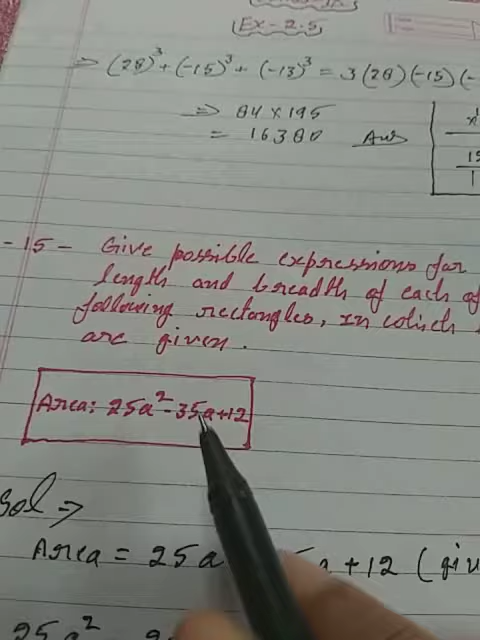 Ex-2.5
⇒ (28)³+(-15)³+(-13)³ = 3(28)(-15)(-
⇒ 84×195
= 16380 Ans
15
1
-15- Give possible expressions for
length and breadth of each of
following rectangles, in which
are given.
Area: 25a²-35a+12
Sol ⇒
Area = 25a a +12 (giv
25a²